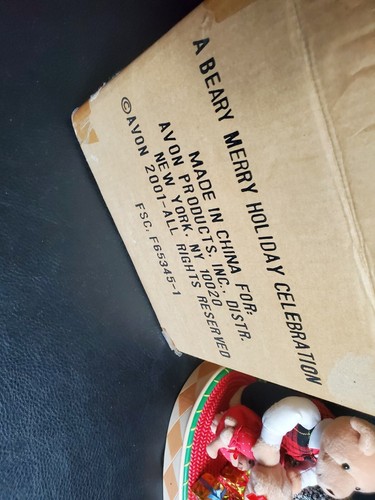 A BEARY MERRY HOLIDAY CELEBRATION
MADE IN CHINA FOR:
AVON PRODUCTS, INC., DISTR.
NEW YORK, NY 10020
©AVON 2001-ALL RIGHTS RESERVED
FSC. F65345-1